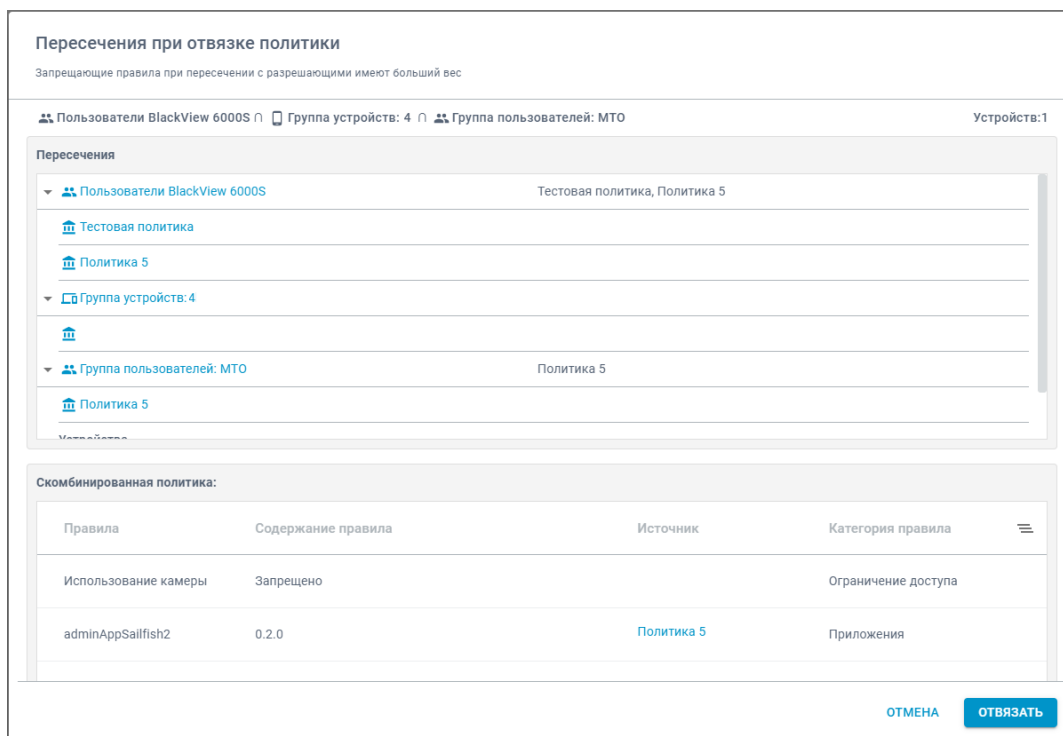 Пересечения при отвязке политики
Запрещающие правила при пересечении с разрешающими имеют больший вес
Пользователи BlackView 6000S ∩ Группа устройств: 4 ∩ Группа пользователей: МТО Устройств:1
Пересечения
Пользователи BlackView 6000S Тестовая политика, Политика 5
Тестовая политика
Политика 5
Группа устройств:4
Группа пользователей: МТО Политика 5
Политика 5
Скомбинированная политика:
Правила Содержание правила Источник Категория правила
Использование камеры Запрещено Ограничение доступа
adminAppSailfish2 0.2.0 Политика 5 Приложения
ОТМЕНА ОТВЯЗАТЬ